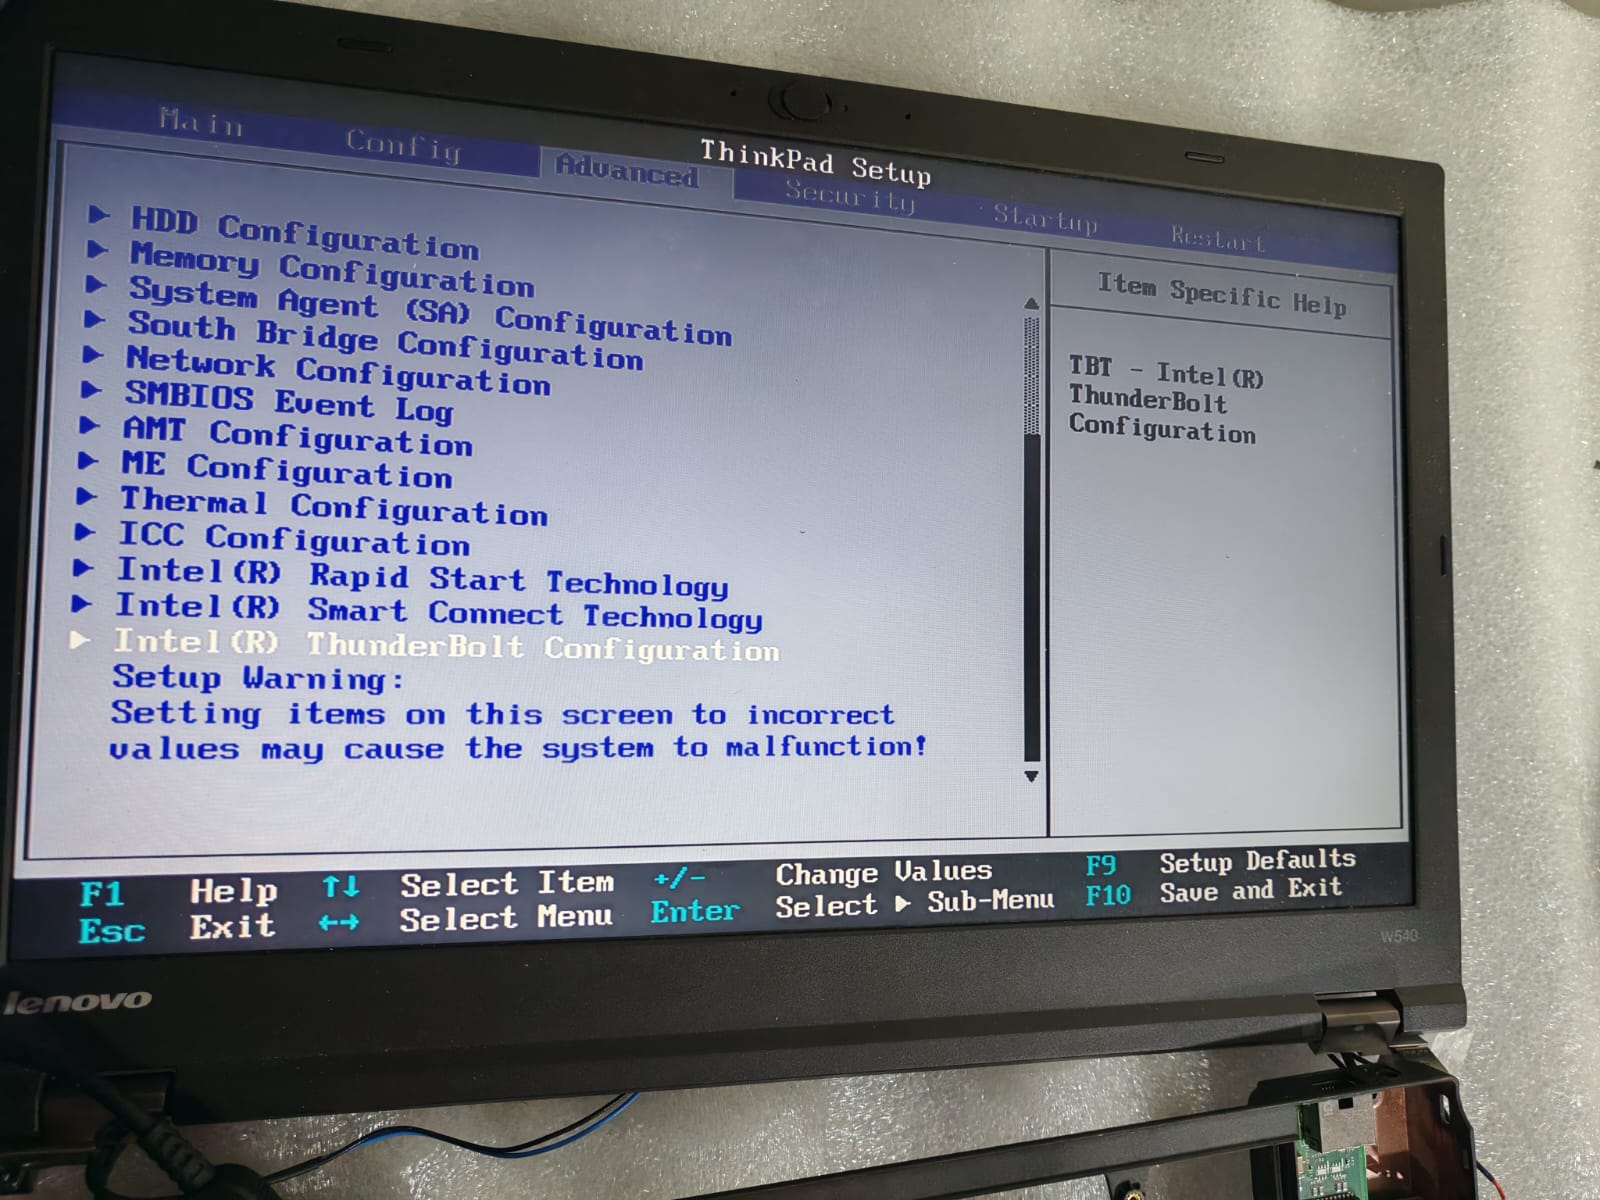 ThinkPad Setup
Main Config Advanced Security Startup Restart
HDD Configuration
Memory Configuration
System Agent (SA) Configuration
South Bridge Configuration
Network Configuration
SMBIOS Event Log
AMT Configuration
ME Configuration
Thermal Configuration
ICC Configuration
Intel(R) Rapid Start Technology
Intel(R) Smart Connect Technology
Intel(R) ThunderBolt Configuration
Setup Warning:
Setting items on this screen to incorrect
values may cause the system to malfunction!
Item Specific Help
TBT - Intel(R)
ThunderBolt
Configuration
F1 Help ↑↓ Select Item +/- Change Values F9 Setup Defaults
Esc Exit ←→ Select Menu Enter Select ▶ Sub-Menu F10 Save and Exit
W540
lenovo